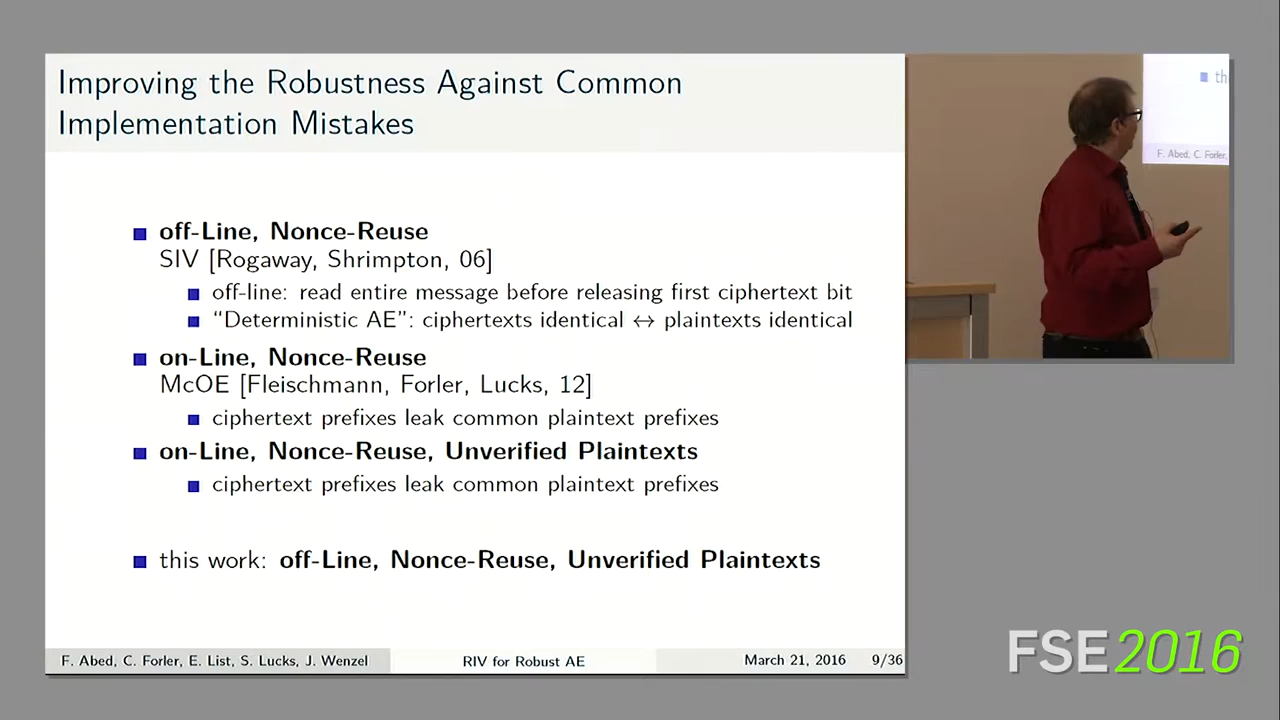 Improving the Robustness Against Common
Implementation Mistakes
off-Line, Nonce-Reuse
SIV [Rogaway, Shrimpton, 06]
off-line: read entire message before releasing first ciphertext bit
“Deterministic AE”: ciphertexts identical ↔ plaintexts identical
on-Line, Nonce-Reuse
McOE [Fleischmann, Forler, Lucks, 12]
ciphertext prefixes leak common plaintext prefixes
on-Line, Nonce-Reuse, Unverified Plaintexts
ciphertext prefixes leak common plaintext prefixes
this work: off-Line, Nonce-Reuse, Unverified Plaintexts
F. Abed, C. Forler, E. List, S. Lucks, J. Wenzel
RIV for Robust AE
March 21, 2016 9/36
th
F. Abed, C. Forler,
FSE2016